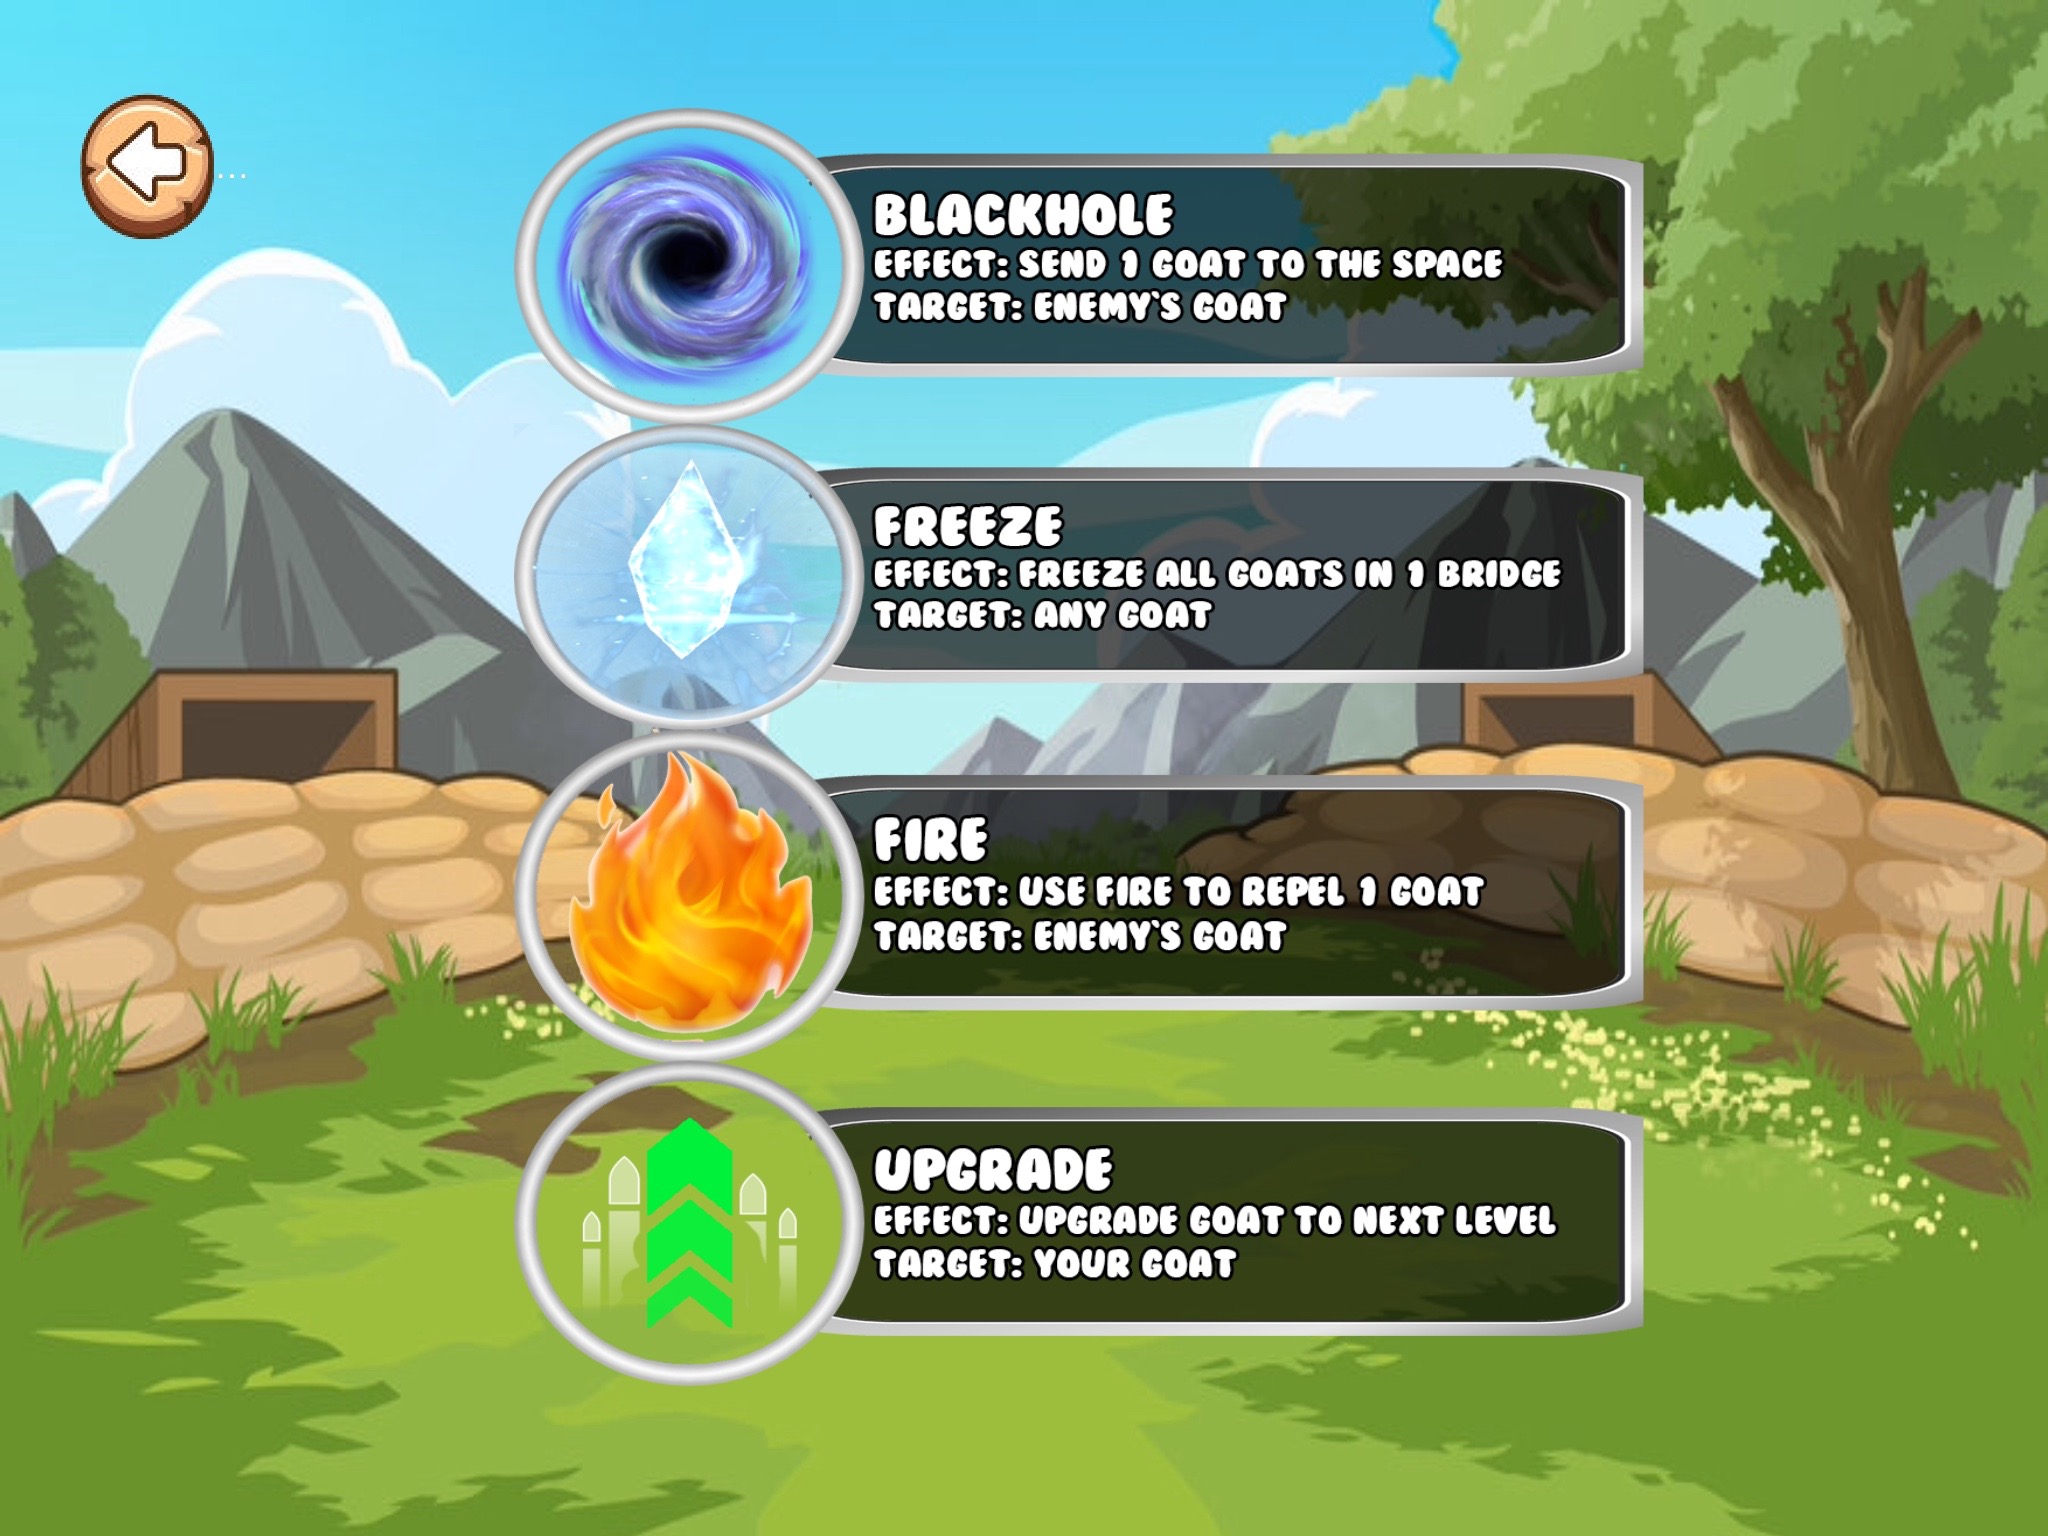 BLACKHOLE
EFFECT: SEND 1 GOAT TO THE SPACE
TARGET: ENEMY'S GOAT
FREEZE
EFFECT: FREEZE ALL GOATS IN 1 BRIDGE
TARGET: ANY GOAT
FIRE
EFFECT: USE FIRE TO REPEL 1 GOAT
TARGET: ENEMY'S GOAT
UPGRADE
EFFECT: UPGRADE GOAT TO NEXT LEVEL
TARGET: YOUR GOAT